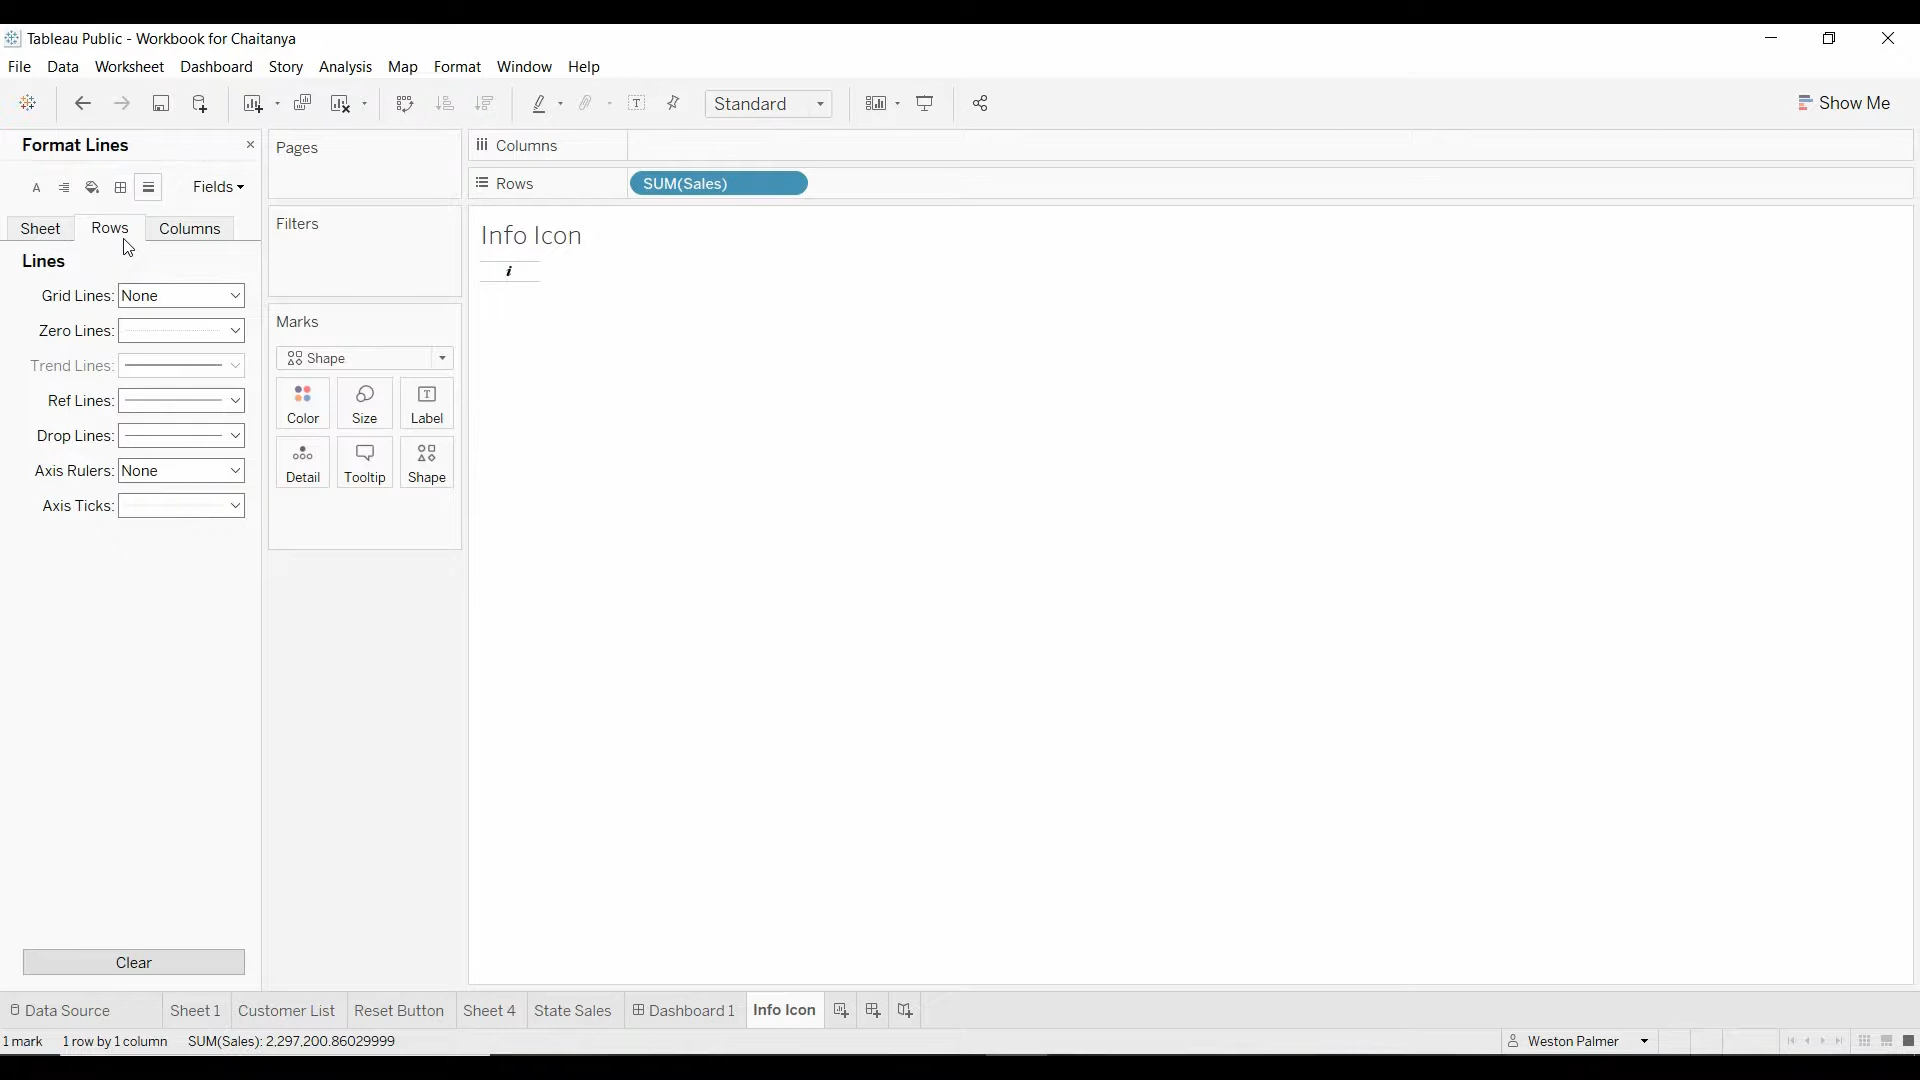 Tableau Public - Workbook for Chaitanya
File Data Worksheet Dashboard Story Analysis Map Format Window Help
Standard
Show Me
Format Lines
Fields
Sheet Rows Columns
Lines
Grid Lines: None
Zero Lines:
Trend Lines:
Ref Lines:
Drop Lines:
Axis Rulers: None
Axis Ticks:
Clear
Pages
Filters
Marks
Shape
Color Size Label
Detail Tooltip Shape
Columns
Rows SUM(Sales)
Info Icon
i
Data Source Sheet 1 Customer List Reset Button Sheet 4 State Sales Dashboard 1 Info Icon
1 mark 1 row by 1 column SUM(Sales): 2,297,200.86029999 Weston Palmer